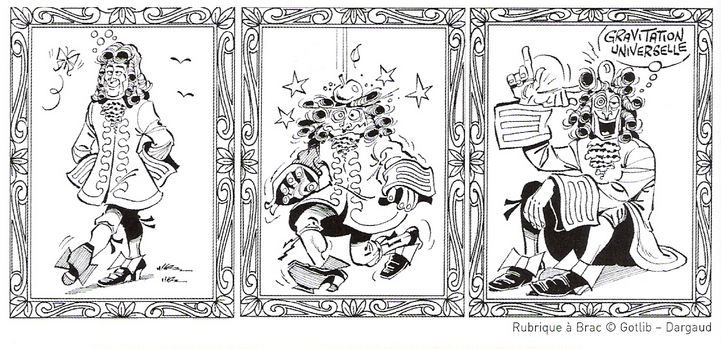 GRAVITATION
UNIVERSELLE
Rubrique à Brac © Gotlib – Dargaud